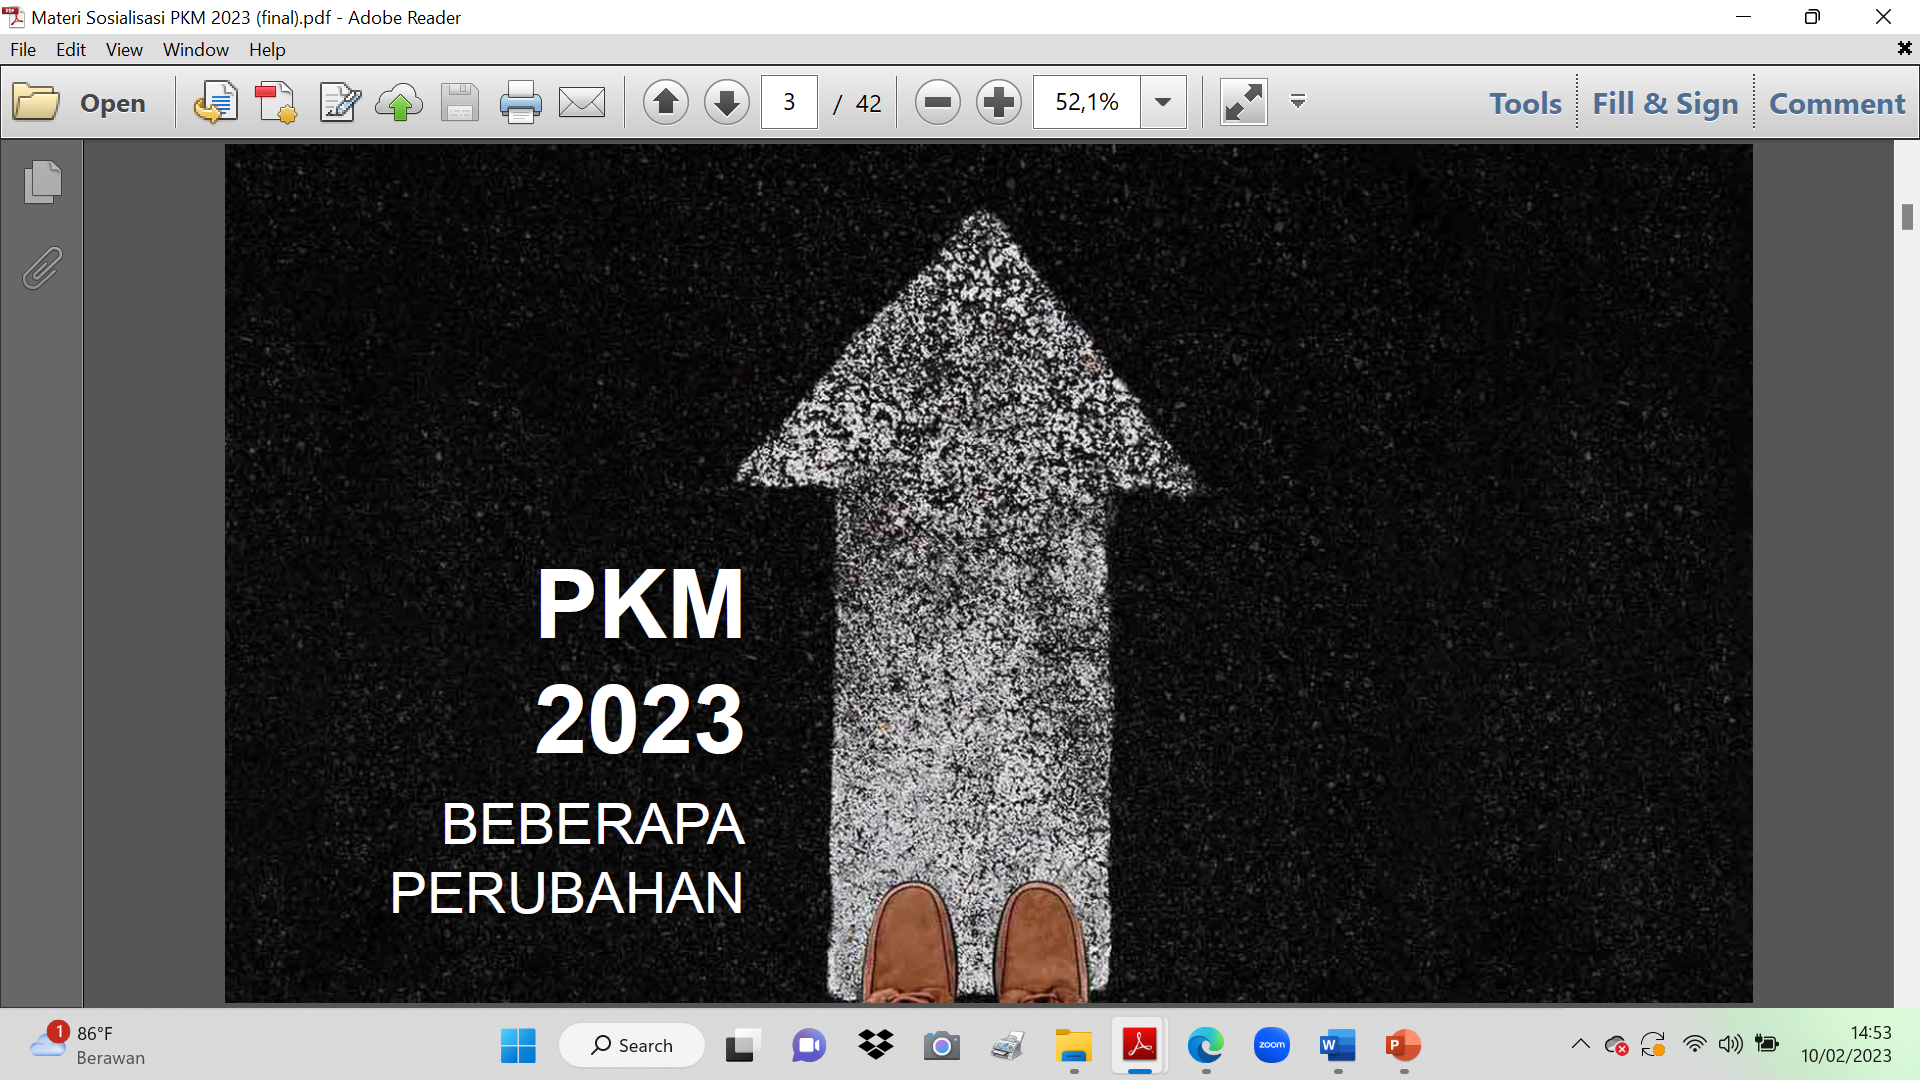 Materi Sosialisasi PKM 2023 (final).pdf - Adobe Reader
File Edit View Window Help
Open 3 / 42 52,1% Tools Fill & Sign Comment
PKM
2023
BEBERAPA
PERUBAHAN
1 86°F
Berawan
Search
zoom
W
P
14:53
10/02/2023